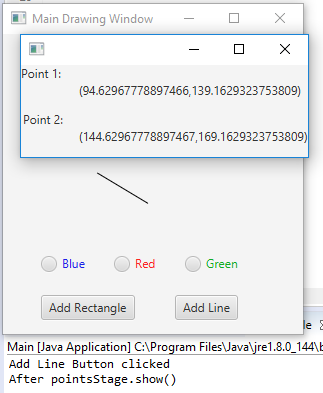 Main Drawing Window
Point 1:
(94.62967778897466,139.1629323753809)
Point 2:
(144.62967778897467,169.1629323753809)
Blue Red Green
Add Rectangle Add Line
Main [Java Application] C:\Program Files\Java\jre1.8.0_144\b
Add Line Button clicked
After pointsStage.show()